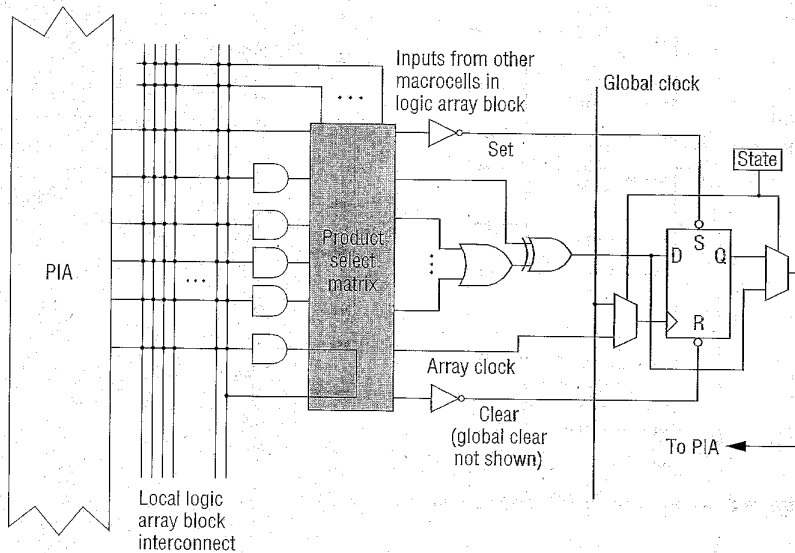 Inputs from other
macrocells in
logic array block
Global clock
Set
State
PIA
Product
select
matrix
D
S
Q
R
Array clock
Clear
(global clear
not shown)
To PIA
Local logic
array block
interconnect